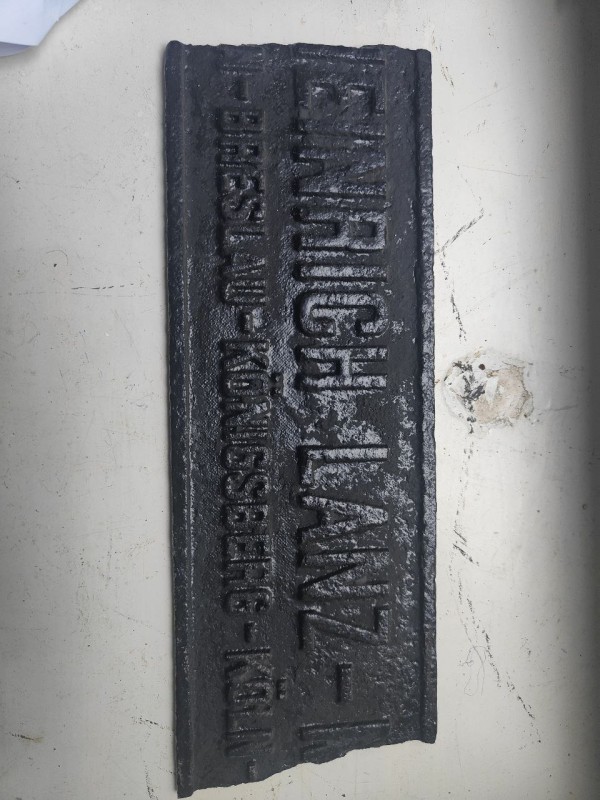 EINRICH LANZ - 
- BRESLAU - KÖNIGSBERG - KÖLN -